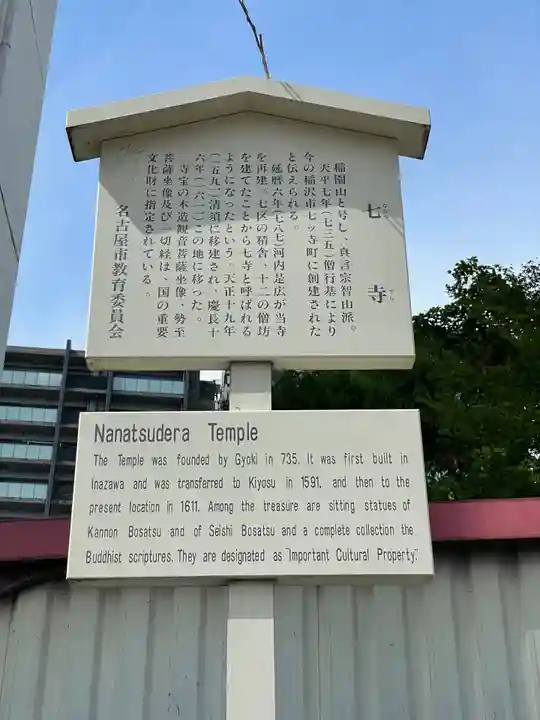 七寺
なな
でら
稲園山と号し、真言宗智山派。
天平七年(七三五)僧行基により
今の稲沢市七ッ寺町に創建された
と伝えられる。
延暦六年(七八七)河内是広が当寺
を再建。七区の精舎、十二の僧坊
を建てたことから七寺と呼ばれる
ようになったという。天正十九年
(一五九一)清須に移建され、慶長十
六年(一六一一)この地に移った。
寺宝の木造観音菩薩坐像・勢至
菩薩坐像及び一切経は、国の重要
文化財に指定されている。
名古屋市教育委員会
Nanatsudera Temple
The Temple was founded by Gyoki in 735. It was first built in
Inazawa and was transferred to Kiyosu in 1591, and then to the
present location in 1611. Among the treasure are sitting statues of
Kannon Bosatsu and of Seishi Bosatsu and a complete collection the
Buddhist scriptures. They are designated as "Important Cultural Property."